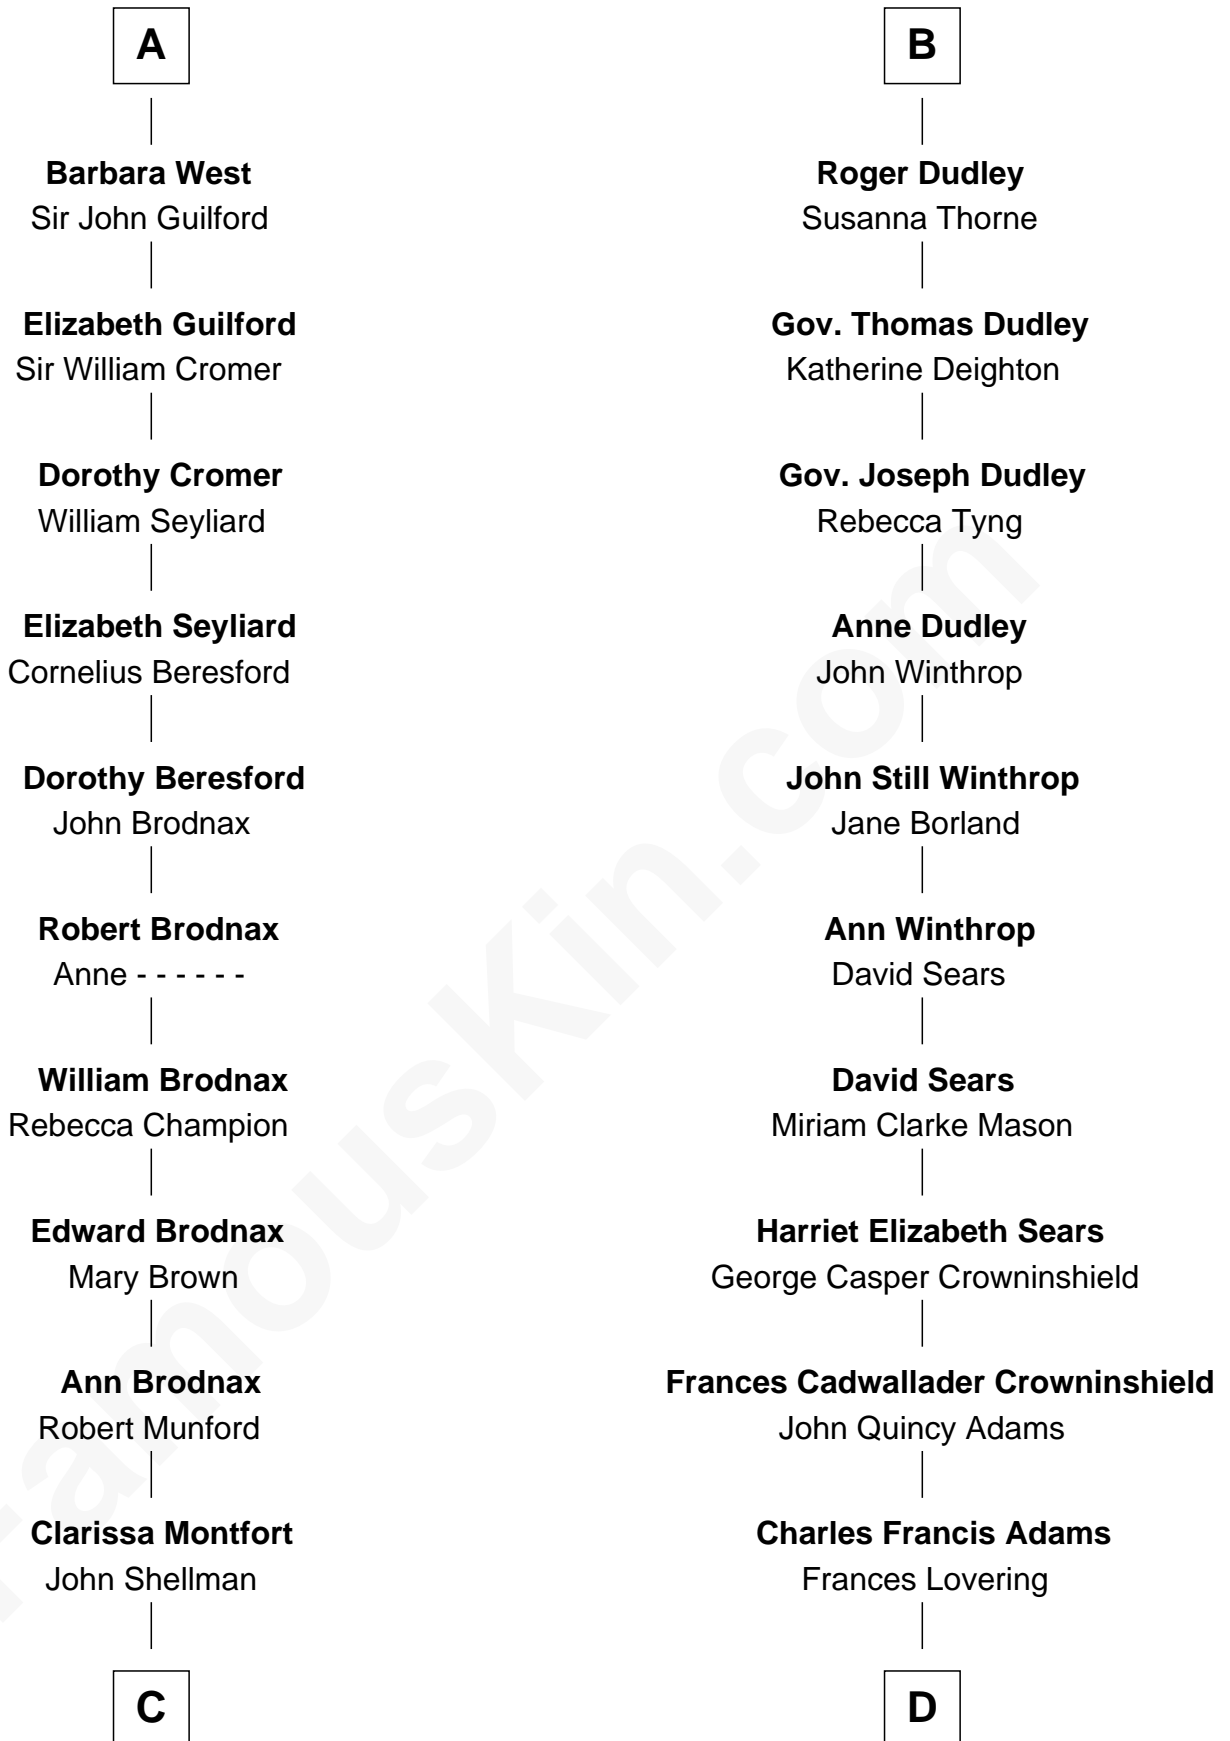 A
Barbara West
Sir John Guilford
Elizabeth Guilford
Sir William Cromer
Dorothy Cromer
William Seyliard
Elizabeth Seyliard
Cornelius Beresford
Dorothy Beresford
John Brodnax
Robert Brodnax
Anne - - - - - -
William Brodnax
Rebecca Champion
Edward Brodnax
Mary Brown
Ann Brodnax
Robert Munford
Clarissa Montfort
John Shellman
C
B
Roger Dudley
Susanna Thorne
Gov. Thomas Dudley
Katherine Deighton
Gov. Joseph Dudley
Rebecca Tyng
Anne Dudley
John Winthrop
John Still Winthrop
Jane Borland
Ann Winthrop
David Sears
David Sears
Miriam Clarke Mason
Harriet Elizabeth Sears
George Casper Crowninshield
Frances Cadwallader Crowninshield
John Quincy Adams
Charles Francis Adams
Frances Lovering
D
FamousKin.com